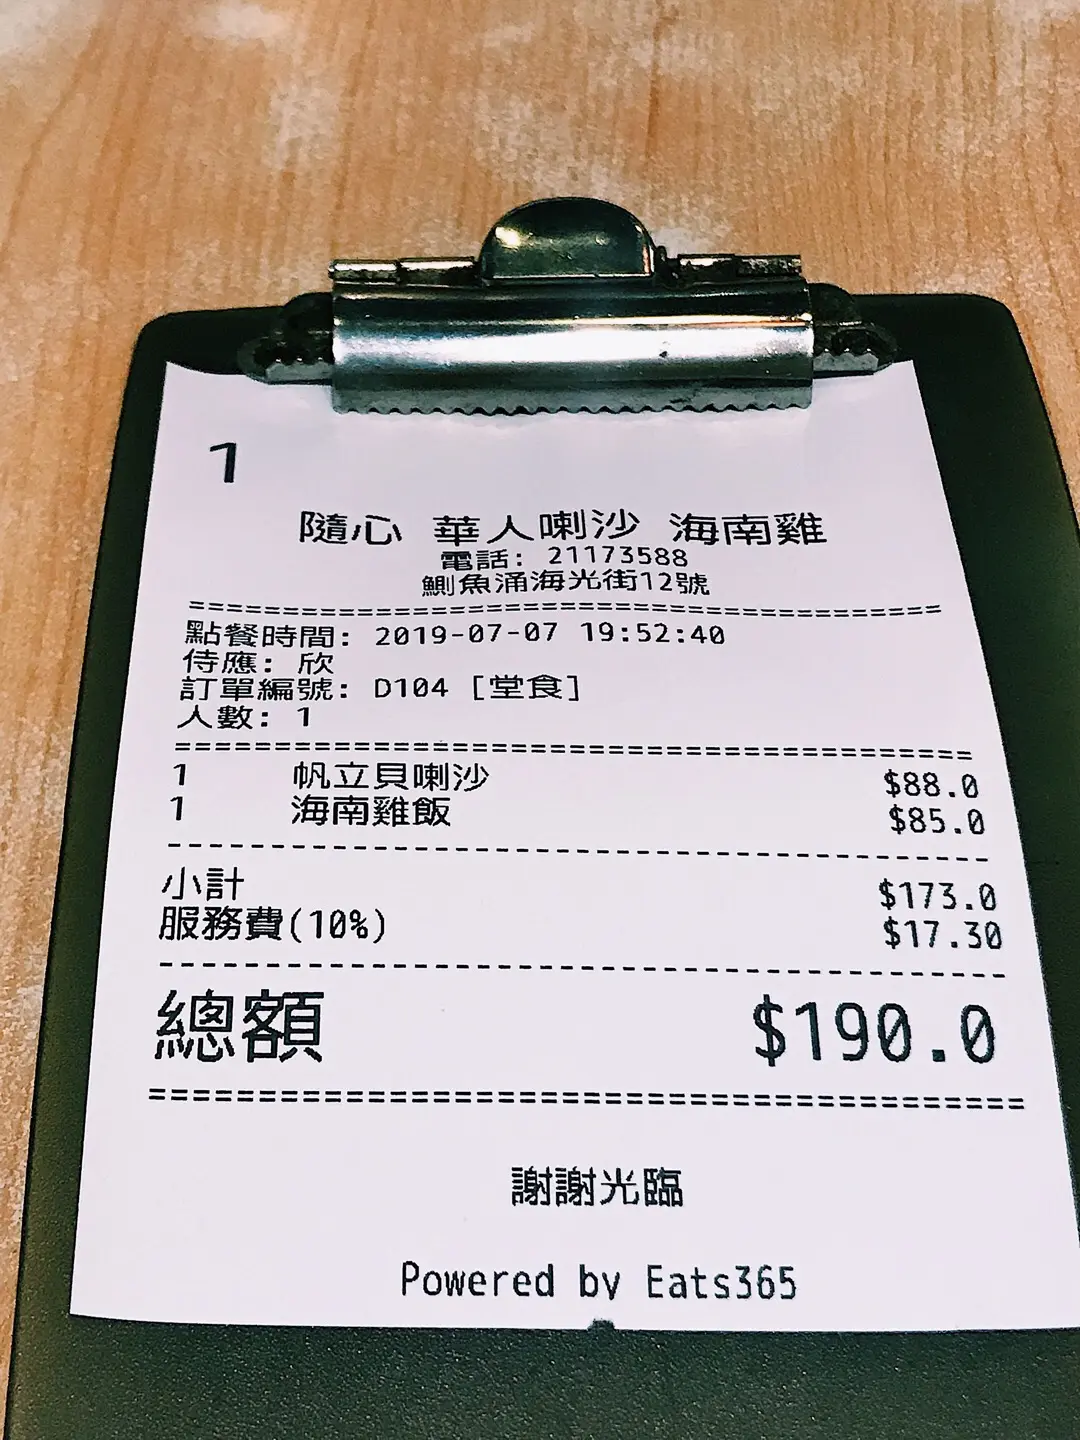 1
隨心 華人喇沙 海南雞
電話: 21173588
鰂魚涌海光街12號
========================================
點餐時間: 2019-07-07 19:52:40
侍應: 欣
訂單編號: D104 [堂食]
人數: 1
========================================
1 帆立貝喇沙 $88.0
1 海南雞飯 $85.0
----------------------------------------
小計 $173.0
服務費(10%) $17.30
----------------------------------------
總額 $190.0
========================================
謝謝光臨
Powered by Eats365